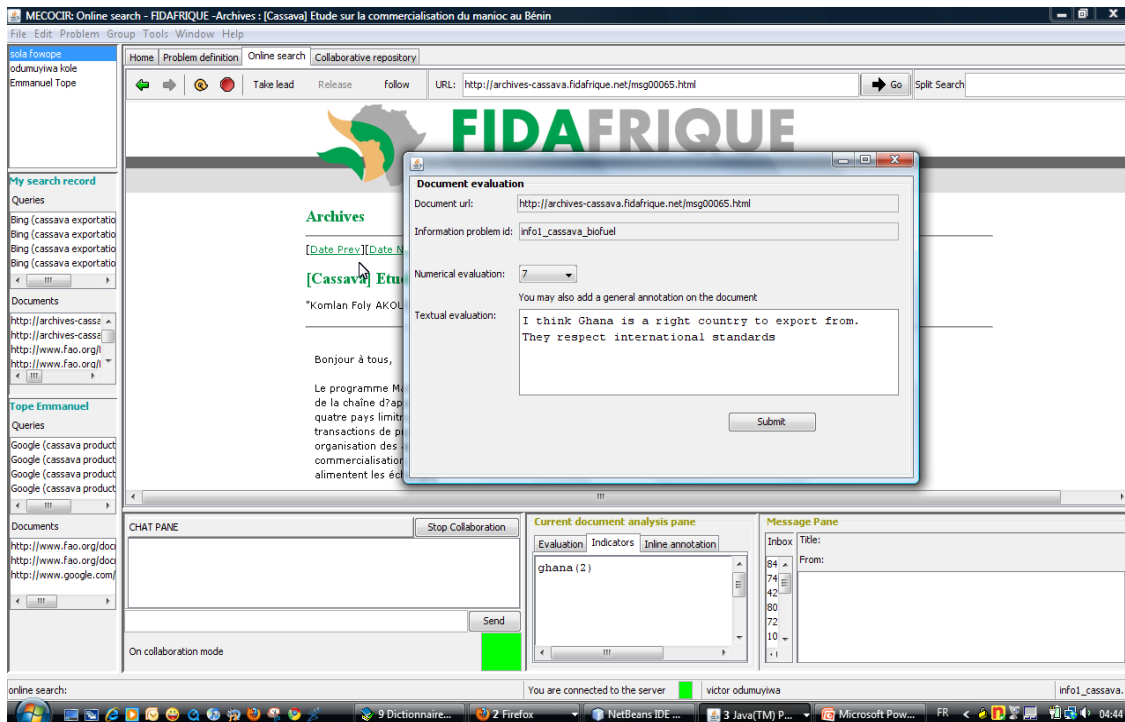 MECOCIR: Online search - FIDAFRIQUE -Archives : [Cassava] Etude sur la commercialisation du manioc au Bénin
File Edit Problem Group Tools Window Help
sola fowope
odumuyiwa kole
Emmanuel Tope
Home Problem definition Online search Collaborative repository
Take lead Release follow URL: http://archives-cassava.fidafrique.net/msg00065.html Go Split Search
FIDAFRIQUE
My search record
Queries
Bing (cassava exportatio
Bing (cassava exportatio
Bing (cassava exportatio
Bing (cassava exportatio
Documents
http://archives-cassa
http://archives-cassa
http://www.fao.org/
http://www.fao.org/
Tope Emmanuel
Queries
Google (cassava product
Google (cassava product
Google (cassava product
Google (cassava product
Documents
http://www.fao.org/doc
http://www.fao.org/doc
http://www.google.com/
Archives
[Date Prev][Date N
[Cassava] Etu
"Komlan Foly AKOU
Bonjour à tous,
Le programme Ma
de la chaîne d?ap
quatre pays limitr
transactions de p
organisation des
commercialisation
alimentent les éch
Document evaluation
Document url: http://archives-cassava.fidafrique.net/msg00065.html
Information problem id: info1_cassava_biofuel
Numerical evaluation: 7
You may also add a general annotation on the document
Textual evaluation: I think Ghana is a right country to export from.
They respect international standards
Submit
CHAT PANE Stop Collaboration
Send
On collaboration mode
Current document analysis pane
Evaluation Indicators Inline annotation
ghana(2)
Message Pane
Inbox Title:
From:
84
74
42
80
72
10
online search: You are connected to the server victor odumuyiwa info1_cassava.
9 Dictionnaire... 2 Firefox NetBeans IDE ... 3 Java(TM) P... Microsoft Pow... FR 04:44